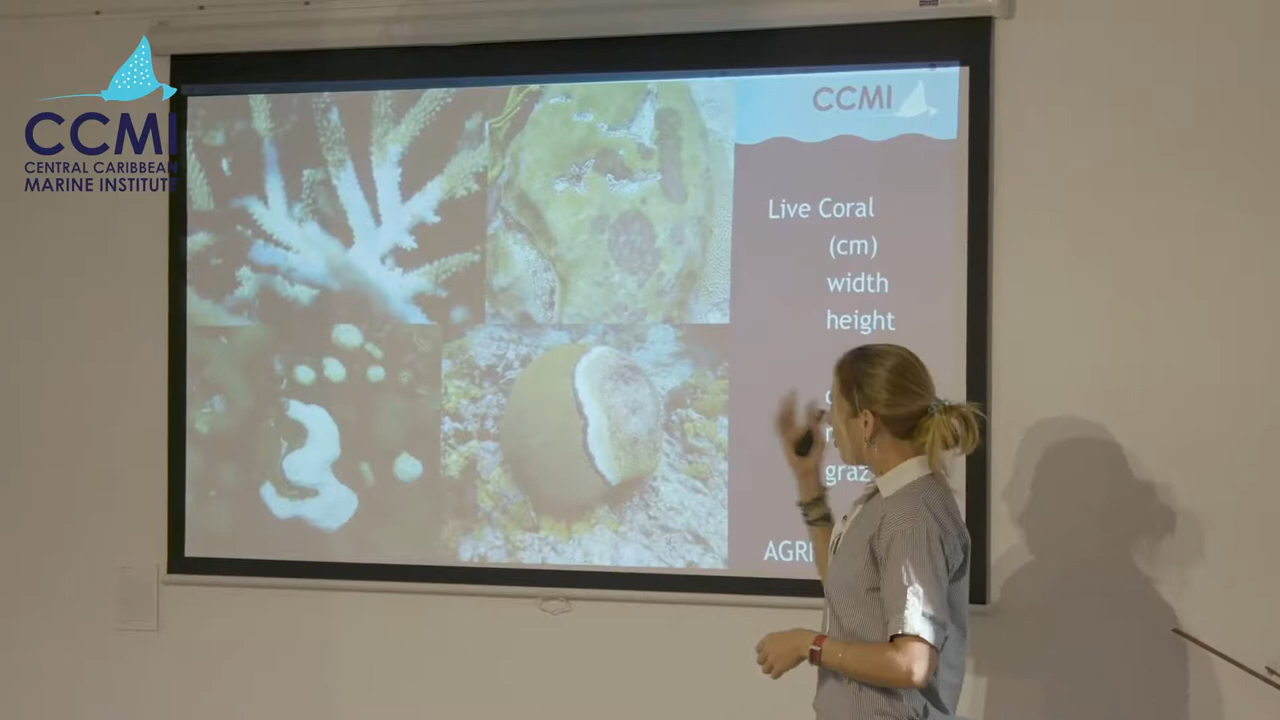 CCMI
CENTRAL CARIBBEAN
MARINE INSTITUTE
CCMI
Live Coral
(cm)
width
height